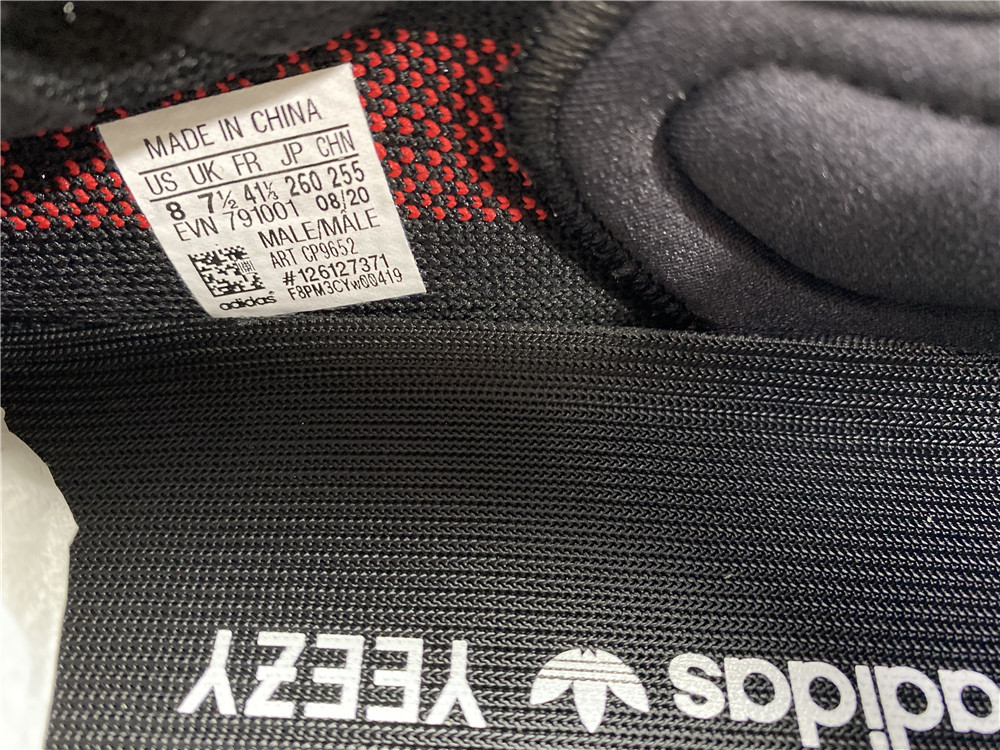 MADE IN CHINA
US UK FR JP CHN
8 7½ 41⅓ 260 255
EVN 791001 08/20
MALE/MÂLE
ART CP9652
#126127371
F8PM3CYw00419
adidas
adidas YEEZY